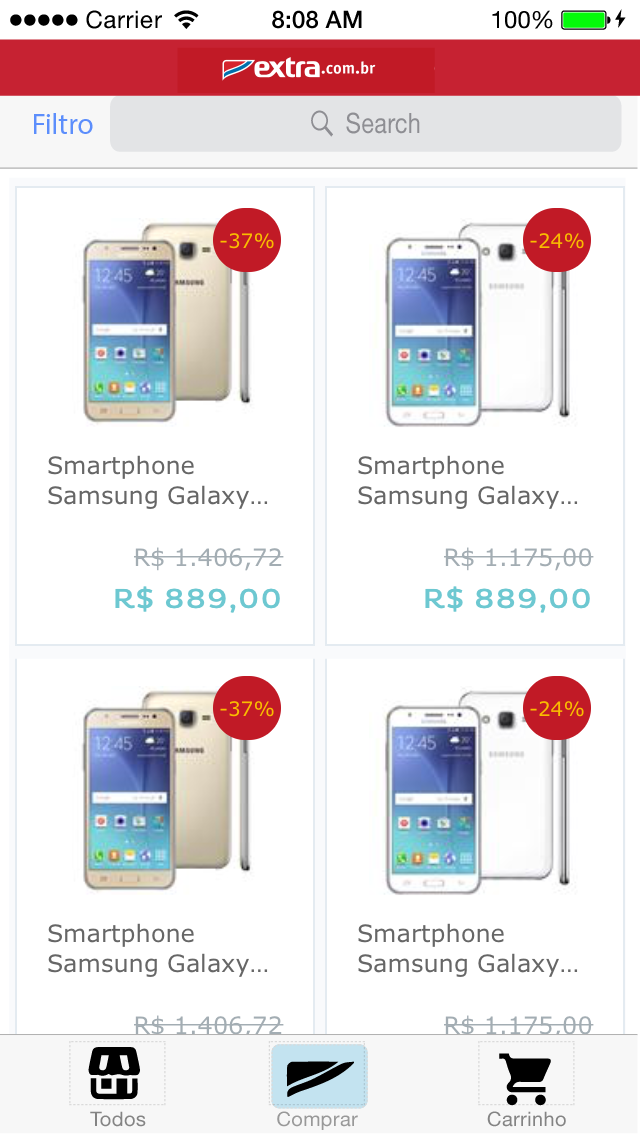 Carrier 8:08 AM 100%
extra.com.br
Filtro Search
-37% -24%
12:45 12:45
SAMSUNG SAMSUNG
Smartphone Smartphone
Samsung Galaxy... Samsung Galaxy...
R$ 1.406,72 R$ 1.175,00
R$ 889,00 R$ 889,00
-37% -24%
12:45 12:45
SAMSUNG SAMSUNG
Smartphone Smartphone
Samsung Galaxy... Samsung Galaxy...
R$ 1.406,72 R$ 1.175,00
Todos Comprar Carrinho